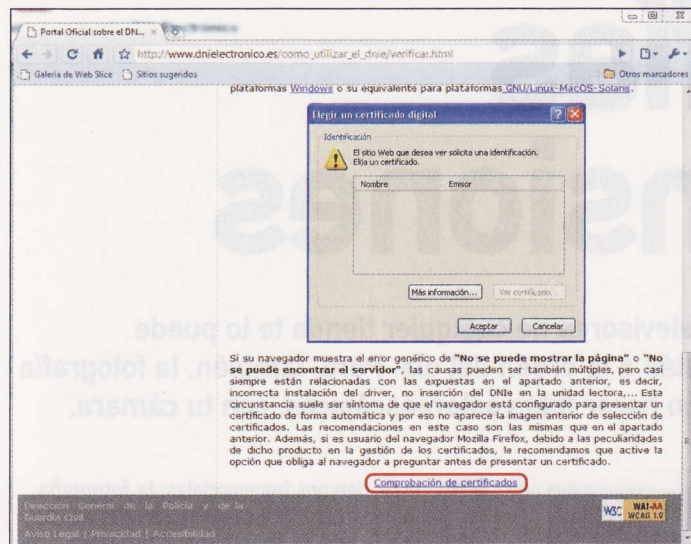 Portal Oficial sobre el DN...
http://www.dnielectronico.es/como_utilizar_el_dnie/verificar.html
Galería de Web Slice Sitios sugeridos Otros marcadores
plataformas Windows o su equivalente para plataformas GNU/Linux-MacOS-Solaris.
Elegir un certificado digital
Identificación
El sitio Web que desea ver solicita una identificación.
Elija un certificado.
Nombre Emisor
Más información... Ver certificado...
Aceptar Cancelar
Si su navegador muestra el error genérico de "No se puede mostrar la página" o "No
se puede encontrar el servidor", las causas pueden ser también múltiples, pero casi
siempre están relacionadas con las expuestas en el apartado anterior, es decir,
incorrecta instalación del driver, no inserción del DNIe en la unidad lectora,... Esta
circunstancia suele ser síntoma de que el navegador está configurado para presentar un
certificado de forma automática y por eso no aparece la imagen anterior de selección de
certificados. Las recomendaciones en este caso son las mismas que en el apartado
anterior. Además, si es usuario del navegador Mozilla Firefox, debido a las peculiaridades
de dicho producto en la gestión de los certificados, le recomendamos que active la
opción que obliga al navegador a preguntar antes de presentar un certificado.
Comprobación de certificados
Dirección General de la Policía y de la
Guardia Civil
Aviso Legal | Privacidad | Accesibilidad
W3C WAI-AA
WCAG 1.0